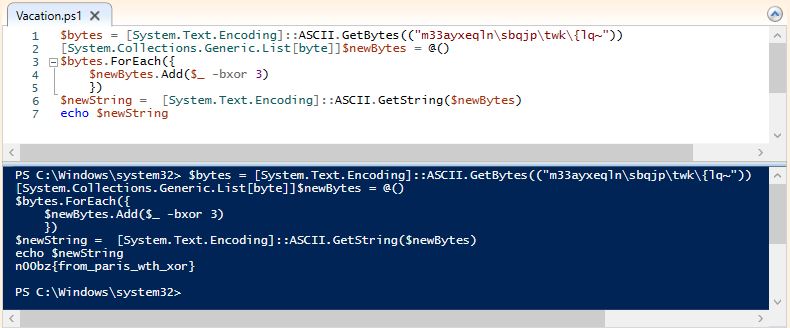 Vacation.ps1
1 $bytes = [System.Text.Encoding]::ASCII.GetBytes(("m33ayxeqln\sbqjp\twk\{lq~"))
2 [System.Collections.Generic.List[byte]]$newBytes = @()
3 $bytes.ForEach({
4     $newBytes.Add($_ -bxor 3)
5     })
6 $newString =  [System.Text.Encoding]::ASCII.GetString($newBytes)
7 echo $newString
PS C:\Windows\system32> $bytes = [System.Text.Encoding]::ASCII.GetBytes(("m33ayxeqln\sbqjp\twk\{lq~"))
[System.Collections.Generic.List[byte]]$newBytes = @()
$bytes.ForEach({
    $newBytes.Add($_ -bxor 3)
    })
$newString =  [System.Text.Encoding]::ASCII.GetString($newBytes)
echo $newString
n00bz{from_paris_wth_xor}
PS C:\Windows\system32>